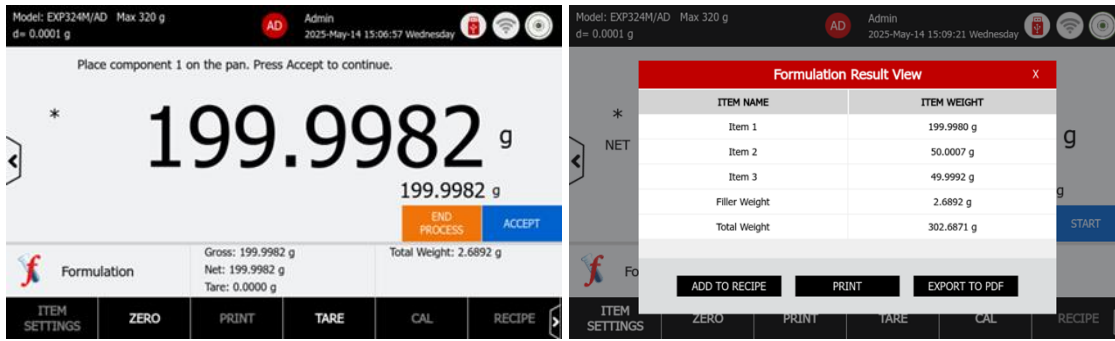 Model: EXP324M/AD Max 320 g
d= 0.0001 g
AD
Admin
2025-May-14 15:06:57 Wednesday
Place component 1 on the pan. Press Accept to continue.
*
199.9982 g
199.9982 g
END
PROCESS
ACCEPT
Formulation
Gross: 199.9982 g
Net: 199.9982 g
Tare: 0.0000 g
Total Weight: 2.6892 g
ITEM
SETTINGS
ZERO
PRINT
TARE
CAL
RECIPE
Model: EXP324M/AD Max 320 g
d= 0.0001 g
AD
Admin
2025-May-14 15:09:21 Wednesday
*
NET
g
g
START
Formulation Result View X
ITEM NAME ITEM WEIGHT
Item 1 199.9980 g
Item 2 50.0007 g
Item 3 49.9992 g
Filler Weight 2.6892 g
Total Weight 302.6871 g
ADD TO RECIPE
PRINT
EXPORT TO PDF
Fo
ITEM
SETTINGS
ZERO
PRINT
TARE
CAL
RECIPE